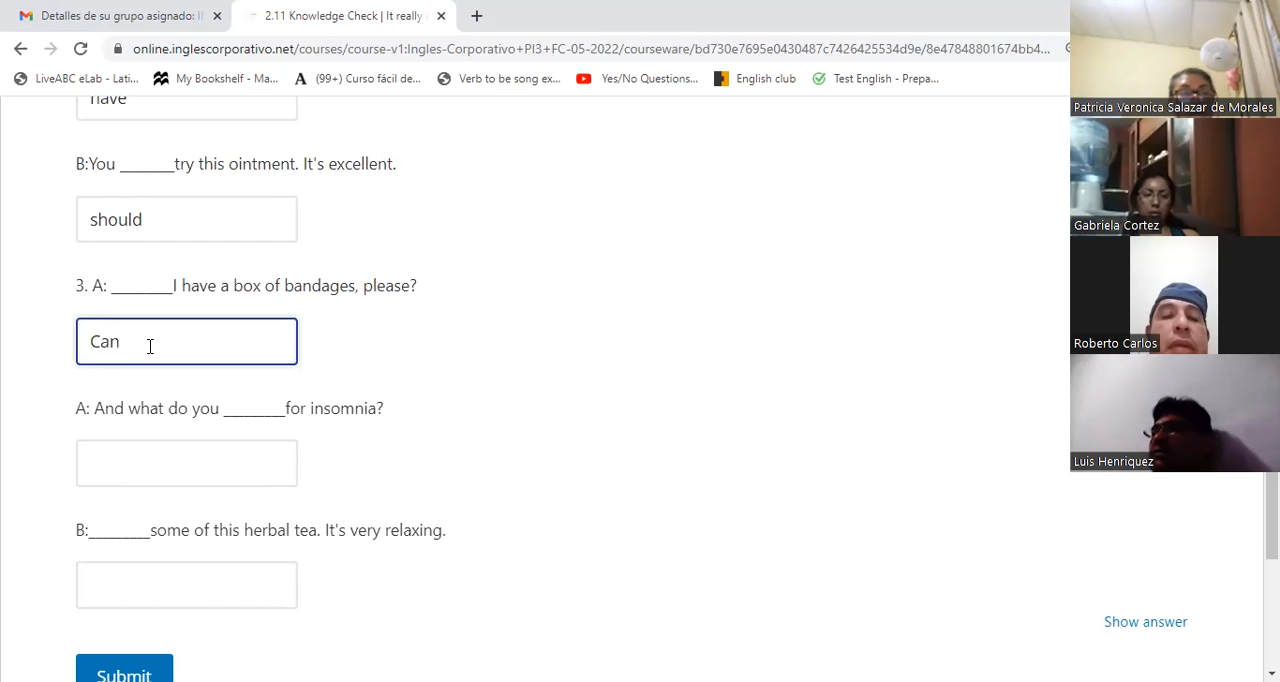 Detalles de su grupo asignado: I
2.11 Knowledge Check | It really
online.inglescorporativo.net/courses/course-v1:Ingles-Corporativo+PI3+FC-05-2022/courseware/bd730e7695e0430487c7426425534d9e/8e47848801674bb4...
LiveABC eLab - Lati... My Bookshelf - Ma... (99+) Curso fácil de... Verb to be song ex... Yes/No Questions... English club Test English - Prepa...
Patricia Veronica Salazar de Morales
have
B:You _______try this ointment. It's excellent.
should
Gabriela Cortez
3. A: ________I have a box of bandages, please?
Can
Roberto Carlos
A: And what do you ________for insomnia?
Luis Henriquez
B:________some of this herbal tea. It's very relaxing.
Show answer
Submit